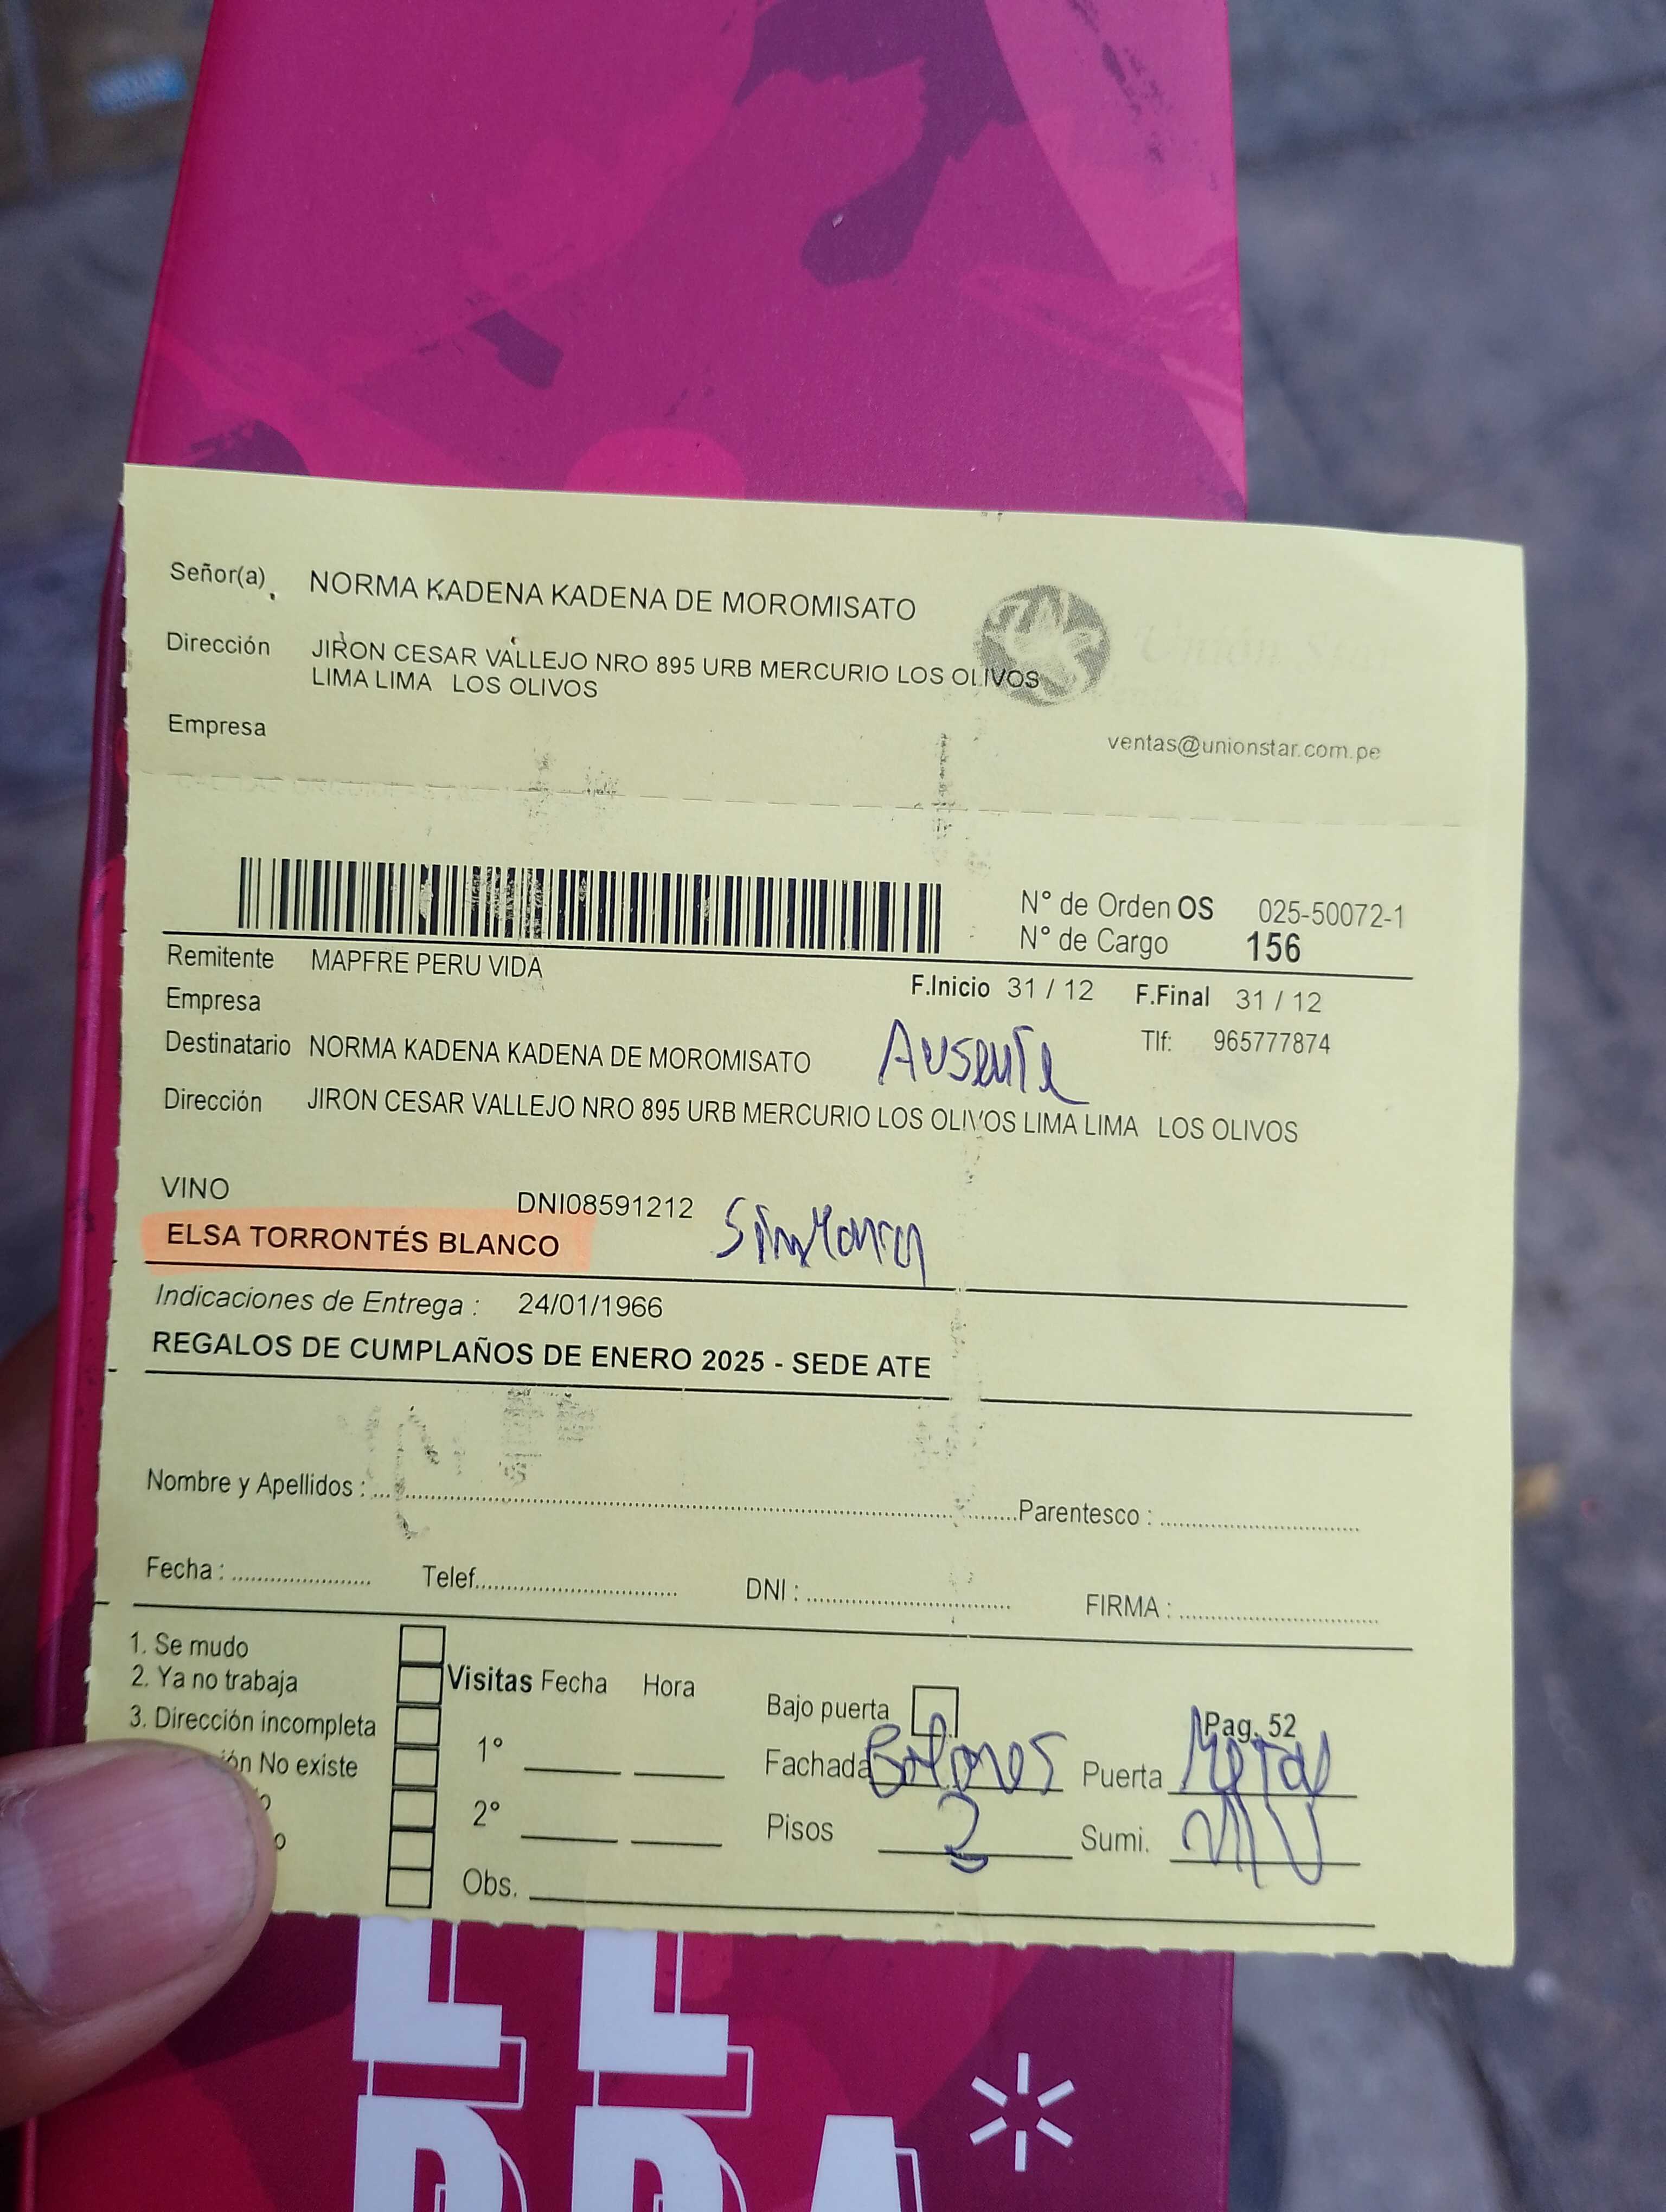 Señor(a) NORMA KADENA KADENA DE MOROMISATO
Dirección JIRON CESAR VALLEJO NRO 895 URB MERCURIO LOS OLIVOS
LIMA LIMA LOS OLIVOS
Empresa
Unión
ventas@unionstar.com.pe
N° de Orden OS 025-50072-1
N° de Cargo 156
Remitente MAPFRE PERU VIDA
F.Inicio 31 / 12 F.Final 31 / 12
Empresa
Tlf: 965777874
Destinatario NORMA KADENA KADENA DE MOROMISATO Ausente
Dirección JIRON CESAR VALLEJO NRO 895 URB MERCURIO LOS OLIVOS LIMA LIMA LOS OLIVOS
VINO DNI08591212
ELSA TORRONTÉS BLANCO
Indicaciones de Entrega : 24/01/1966
REGALOS DE CUMPLAÑOS DE ENERO 2025 - SEDE ATE
Nombre y Apellidos : Parentesco :
Fecha : Telef. DNI : FIRMA :
1. Se mudo
2. Ya no trabaja
3. Dirección incompleta
ión No existe
Visitas Fecha Hora
1°
2°
Obs.
Bajo puerta
Pag. 52
Fachada Puerta Metal
Pisos 2 Sumi.